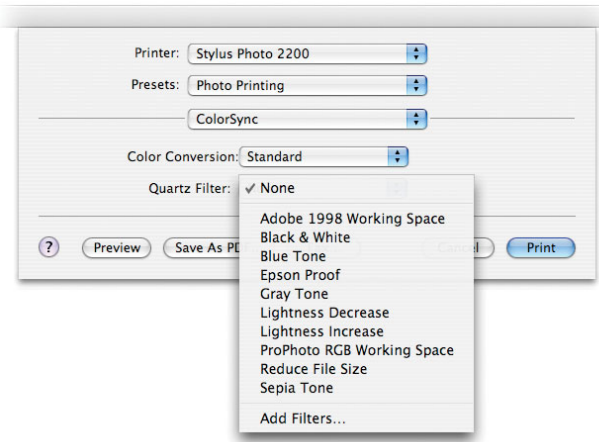 Printer: Stylus Photo 2200
Presets: Photo Printing
ColorSync
Color Conversion: Standard
Quartz Filter: ✓ None
Adobe 1998 Working Space
Black & White
Blue Tone
Epson Proof
Gray Tone
Lightness Decrease
Lightness Increase
ProPhoto RGB Working Space
Reduce File Size
Sepia Tone
Add Filters...
? Preview Save As PD Cancel Print